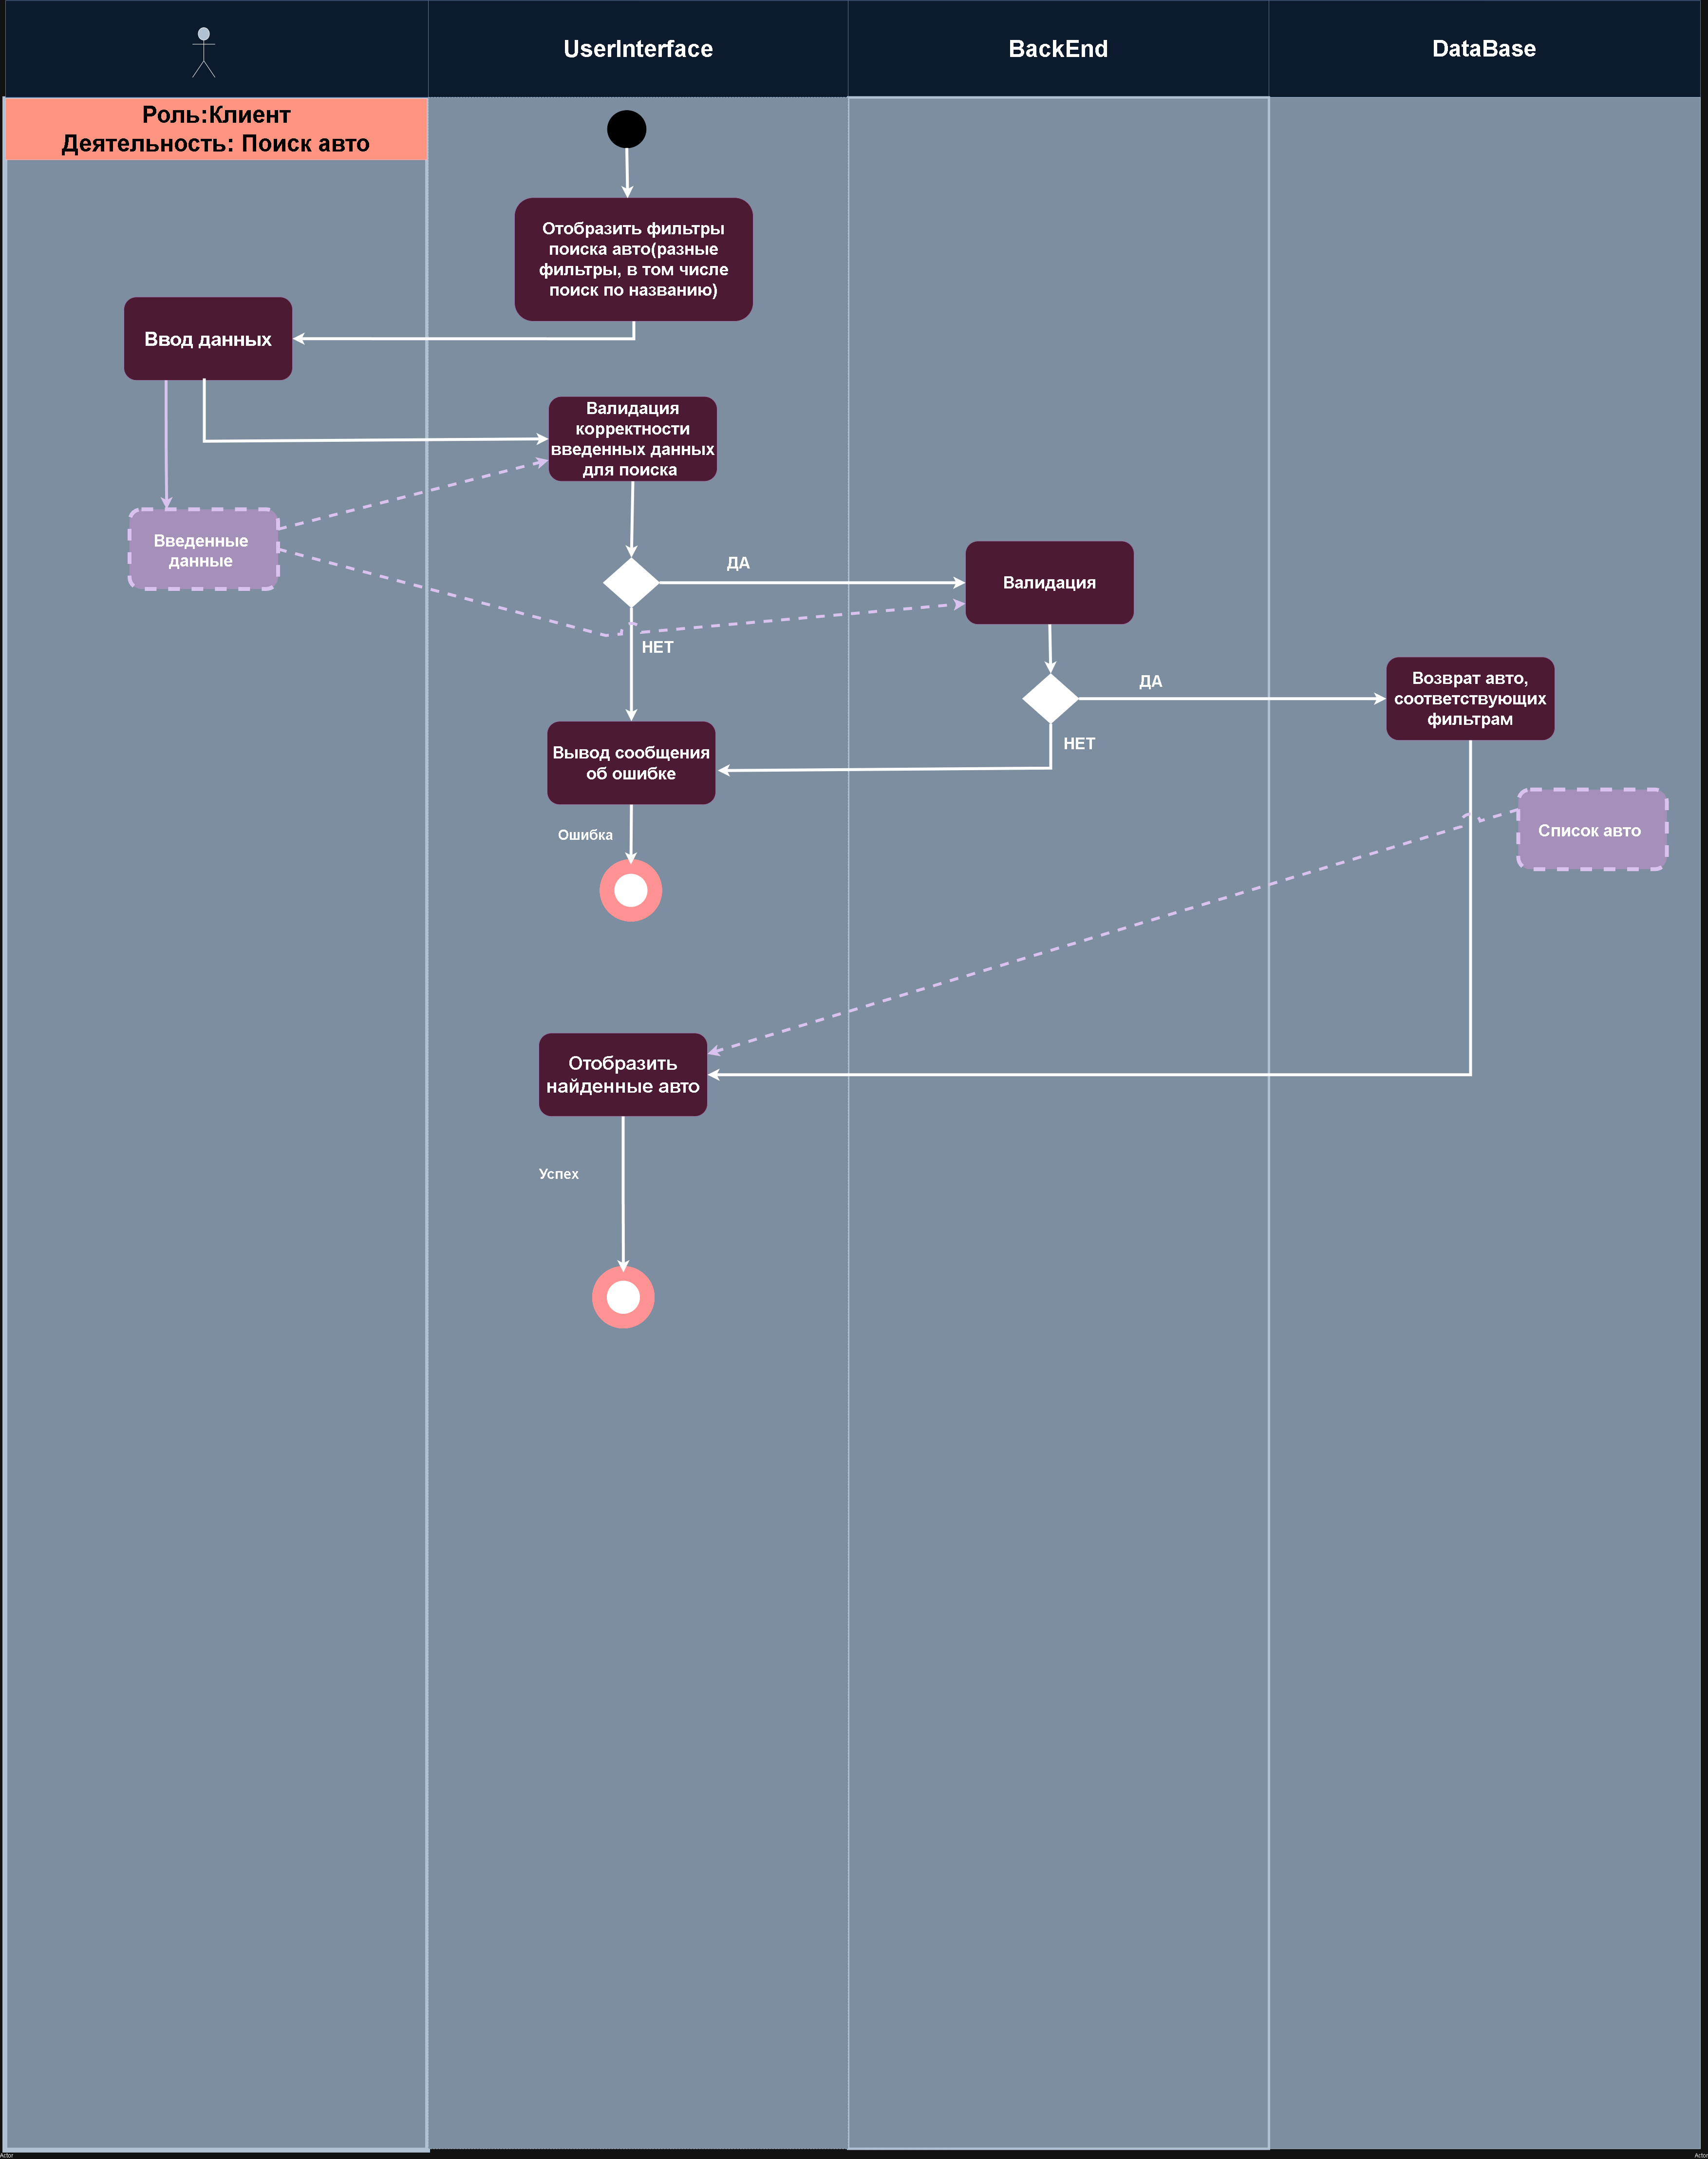 UserInterface
BackEnd
DataBase
Роль:Клиент
Деятельность: Поиск авто
Отобразить фильтры
поиска авто(разные
фильтры, в том числе
поиск по названию)
Ввод данных
Валидация
корректности
введенных данных
для поиска
Введенные
данные
ДА
Валидация
НЕТ
ДА
Возврат авто,
соответствующих
фильтрам
НЕТ
Вывод сообщения
об ошибке
Ошибка
Список авто
Отобразить
найденные авто
Успех
Actor
Actor